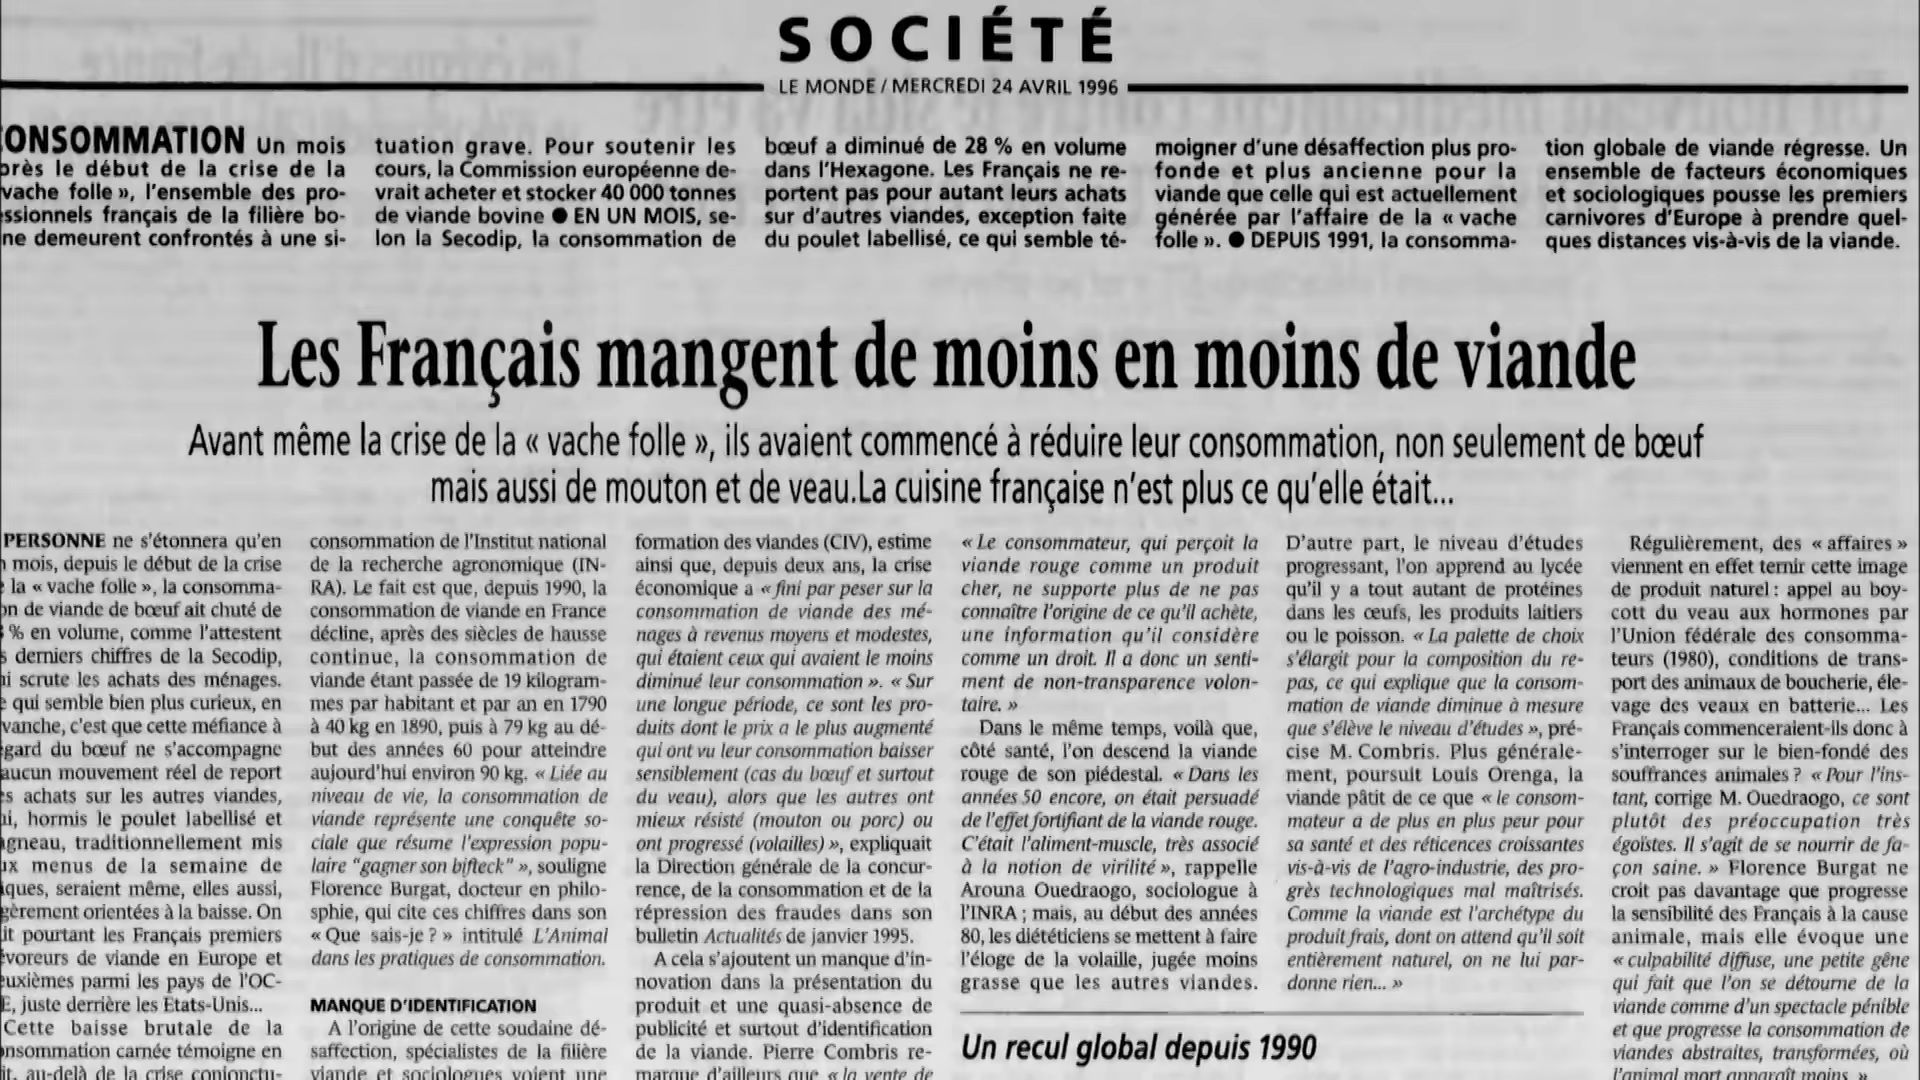 SOCIÉTÉ
LE MONDE / MERCREDI 24 AVRIL 1996
ONSOMMATION Un mois
près le début de la crise de la
vache folle », l'ensemble des pro-
ssionnels français de la filière bo-
ne demeurent confrontés à une si-
tuation grave. Pour soutenir les
cours, la Commission européenne de-
vrait acheter et stocker 40 000 tonnes
de viande bovine ● EN UN MOIS, se-
lon la Secodip, la consommation de
bœuf a diminué de 28 % en volume
dans l'Hexagone. Les Français ne re-
portent pas pour autant leurs achats
sur d'autres viandes, exception faite
du poulet labellisé, ce qui semble té-
moigner d'une désaffection plus pro-
fonde et plus ancienne pour la
viande que celle qui est actuellement
générée par l'affaire de la « vache
folle ». ● DEPUIS 1991, la consomma-
tion globale de viande régresse. Un
ensemble de facteurs économiques
et sociologiques pousse les premiers
carnivores d'Europe à prendre quel-
ques distances vis-à-vis de la viande.
Les Français mangent de moins en moins de viande
Avant même la crise de la « vache folle », ils avaient commencé à réduire leur consommation, non seulement de bœuf
mais aussi de mouton et de veau.La cuisine française n'est plus ce qu'elle était...
PERSONNE ne s'étonnera qu'en
mois, depuis le début de la crise
la « vache folle », la consomma-
on de viande de bœuf ait chuté de
% en volume, comme l'attestent
s derniers chiffres de la Secodip,
i scrute les achats des ménages.
qui semble bien plus curieux, en
vanche, c'est que cette méfiance à
gard du bœuf ne s'accompagne
aucun mouvement réel de report
s achats sur les autres viandes,
i, hormis le poulet labellisé et
gneau, traditionnellement mis
ux menus de la semaine de
ques, seraient même, elles aussi,
gèrement orientées à la baisse. On
it pourtant les Français premiers
voreurs de viande en Europe et
euxièmes parmi les pays de l'OC-
E, juste derrière les Etats-Unis...
Cette baisse brutale de la
nsommation carnée témoigne en
it, au-delà de la crise conjonctu-
consommation de l'Institut national
de la recherche agronomique (IN-
RA). Le fait est que, depuis 1990, la
consommation de viande en France
décline, après des siècles de hausse
continue, la consommation de
viande étant passée de 19 kilogram-
mes par habitant et par an en 1790
à 40 kg en 1890, puis à 79 kg au dé-
but des années 60 pour atteindre
aujourd'hui environ 90 kg. « Liée au
niveau de vie, la consommation de
viande représente une conquête so-
ciale que résume l'expression popu-
laire "gagner son bifteck" », souligne
Florence Burgat, docteur en philo-
sphie, qui cite ces chiffres dans son
« Que sais-je ? » intitulé L'Animal
dans les pratiques de consommation.
MANQUE D'IDENTIFICATION
A l'origine de cette soudaine dé-
saffection, spécialistes de la filière
viande et sociologues voient une
formation des viandes (CIV), estime
ainsi que, depuis deux ans, la crise
économique a « fini par peser sur la
consommation de viande des mé-
nages à revenus moyens et modestes,
qui étaient ceux qui avaient le moins
diminué leur consommation ». « Sur
une longue période, ce sont les pro-
duits dont le prix a le plus augmenté
qui ont vu leur consommation baisser
sensiblement (cas du bœuf et surtout
du veau), alors que les autres ont
mieux résisté (mouton ou porc) ou
ont progressé (volailles) », expliquait
la Direction générale de la concur-
rence, de la consommation et de la
répression des fraudes dans son
bulletin Actualités de janvier 1995.
A cela s'ajoutent un manque d'in-
novation dans la présentation du
produit et une quasi-absence de
publicité et surtout d'identification
de la viande. Pierre Combris re-
marque d'ailleurs que « la vente de
« Le consommateur, qui perçoit la
viande rouge comme un produit
cher, ne supporte plus de ne pas
connaître l'origine de ce qu'il achète,
une information qu'il considère
comme un droit. Il a donc un senti-
ment de non-transparence volon-
taire. »
Dans le même temps, voilà que,
côté santé, l'on descend la viande
rouge de son piédestal. « Dans les
années 50 encore, on était persuadé
de l'effet fortifiant de la viande rouge.
C'était l'aliment-muscle, très associé
à la notion de virilité », rappelle
Arouna Ouedraogo, sociologue à
l'INRA ; mais, au début des années
80, les diététiciens se mettent à faire
l'éloge de la volaille, jugée moins
grasse que les autres viandes.
D'autre part, le niveau d'études
progressant, l'on apprend au lycée
qu'il y a tout autant de protéines
dans les œufs, les produits laitiers
ou le poisson. « La palette de choix
s'élargit pour la composition du re-
pas, ce qui explique que la consom-
mation de viande diminue à mesure
que s'élève le niveau d'études », pré-
cise M. Combris. Plus générale-
ment, poursuit Louis Orenga, la
viande pâtit de ce que « le consom-
mateur a de plus en plus peur pour
sa santé et des réticences croissantes
vis-à-vis de l'agro-industrie, des pro-
grès technologiques mal maîtrisés.
Comme la viande est l'archétype du
produit frais, dont on attend qu'il soit
entièrement naturel, on ne lui par-
donne rien... »
Un recul global depuis 1990
Régulièrement, des « affaires »
viennent en effet ternir cette image
de produit naturel : appel au boy-
cott du veau aux hormones par
l'Union fédérale des consomma-
teurs (1980), conditions de trans-
port des animaux de boucherie, éle-
vage des veaux en batterie... Les
Français commenceraient-ils donc à
s'interroger sur le bien-fondé des
souffrances animales ? « Pour l'ins-
tant, corrige M. Ouedraogo, ce sont
plutôt des préoccupation très
égoïstes. Il s'agit de se nourrir de fa-
çon saine. » Florence Burgat ne
croit pas davantage que progresse
la sensibilité des Français à la cause
animale, mais elle évoque une
« culpabilité diffuse, une petite gêne
qui fait que l'on se détourne de la
viande comme d'un spectacle pénible
et que progresse la consommation de
viandes abstraites, transformées, où
l'animal mort apparaît moins. »